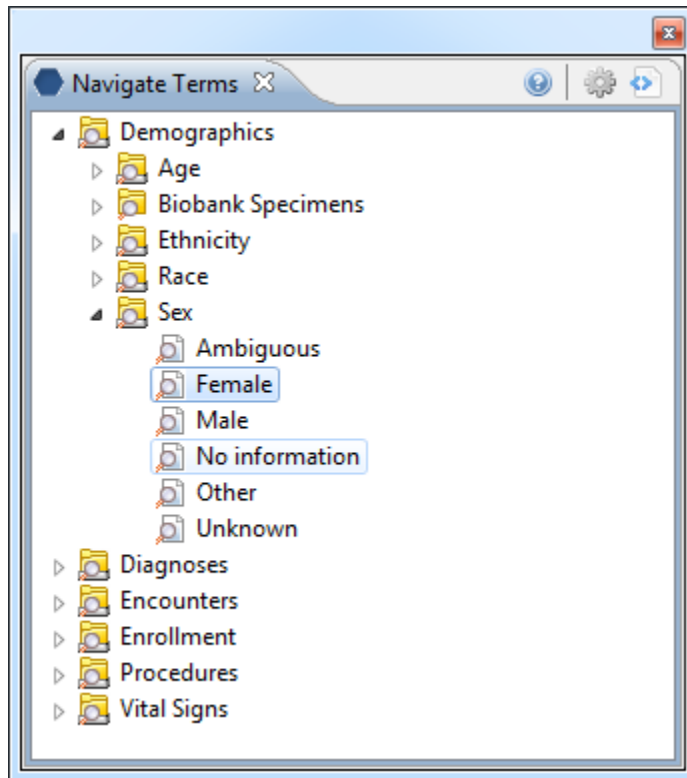 Navigate Terms
Demographics
Age
Biobank Specimens
Ethnicity
Race
Sex
Ambiguous
Female
Male
No information
Other
Unknown
Diagnoses
Encounters
Enrollment
Procedures
Vital Signs